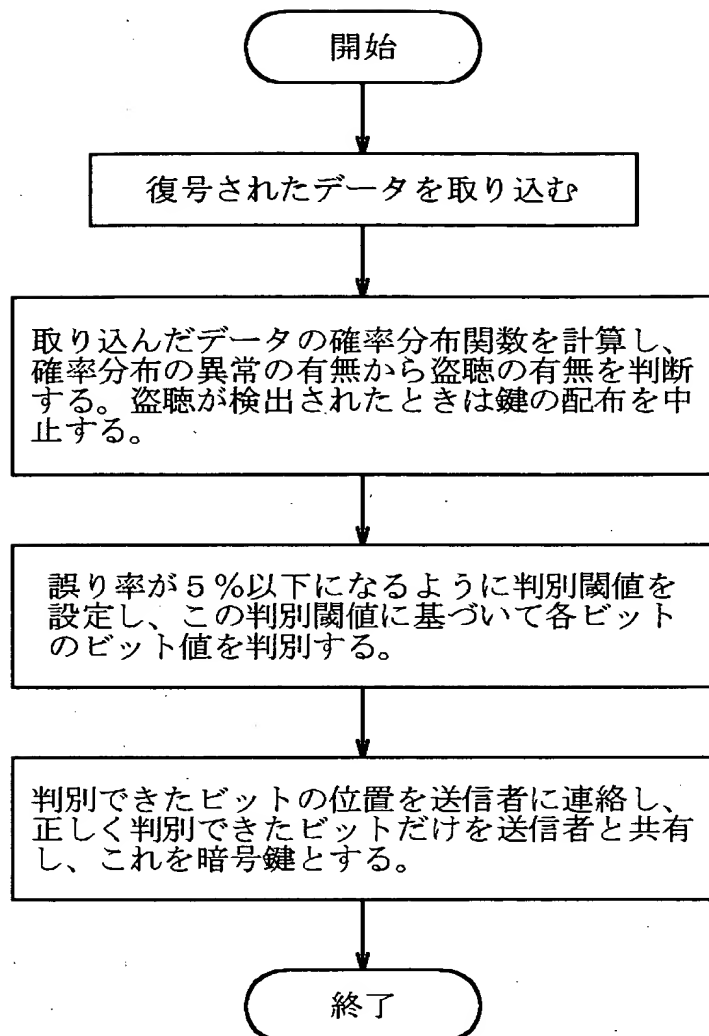 開始
復号されたデータを取り込む
取り込んだデータの確率分布関数を計算し、
確率分布の異常の有無から盗聴の有無を判断
する。盗聴が検出されたときは鍵の配布を中
止する。
誤り率が５％以下になるように判別閾値を
設定し、この判別閾値に基づいて各ビット
のビット値を判別する。
判別できたビットの位置を送信者に連絡し、
正しく判別できたビットだけを送信者と共有
し、これを暗号鍵とする。
終了